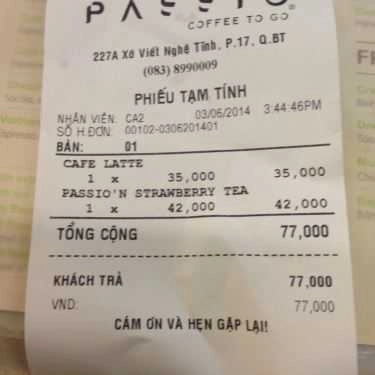 PASSIO
COFFEE TO GO
227A Xô Viết Nghệ Tĩnh, P.17, Q.BT
(083) 8990009
PHIẾU TẠM TÍNH
NHÂN VIÊN: CA2 03/06/2014 3:44:46PM
SỐ H.ĐƠN: 00102-0306201401
BÀN: 01
CAFE LATTE
1 x 35,000 35,000
PASSIO'N STRAWBERRY TEA
1 x 42,000 42,000
TỔNG CỘNG 77,000
KHÁCH TRẢ 77,000
VND: 77,000
CÁM ƠN VÀ HẸN GẶP LẠI!